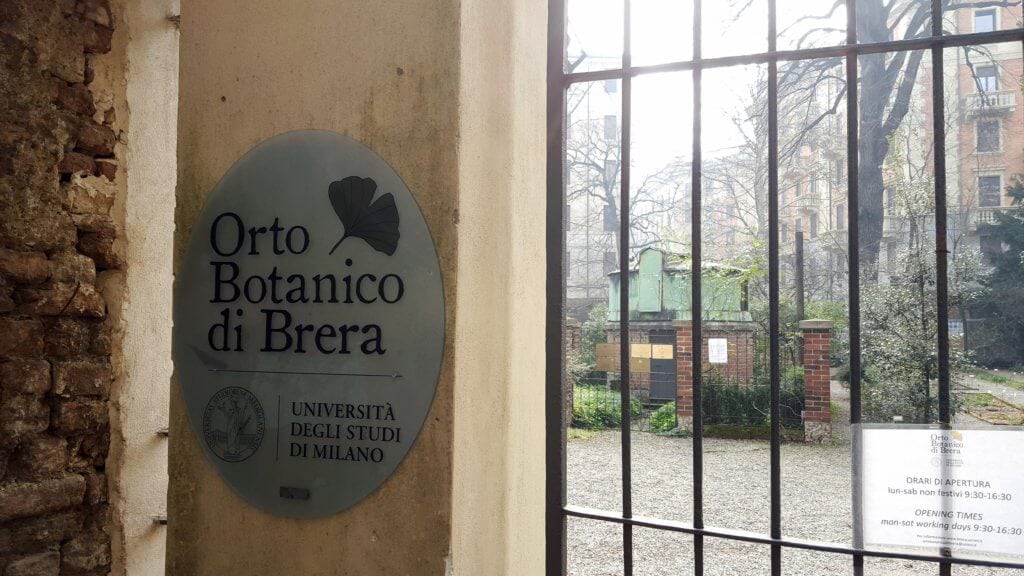 Orto
Botanico
di Brera
UNIVERSITÀ
DEGLI STUDI
DI MILANO
Orto
Botanico
di Brera
ORARI DI APERTURA
lun-sab non festivi 9:30-16:30
OPENING TIMES
mon-sat working days 9:30-16:30